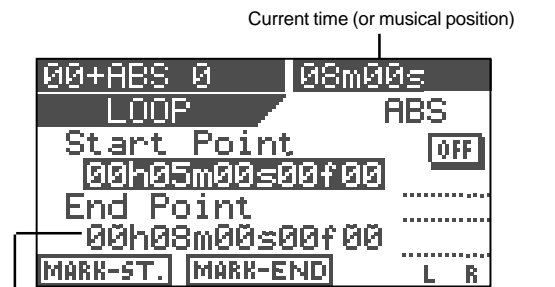 Current time (or musical position)
00+ABS 0 08m00s
LOOP ABS
Start Point OFF
00h05m00s00f00
End Point
00h08m00s00f00
MARK-ST. MARK-END L R